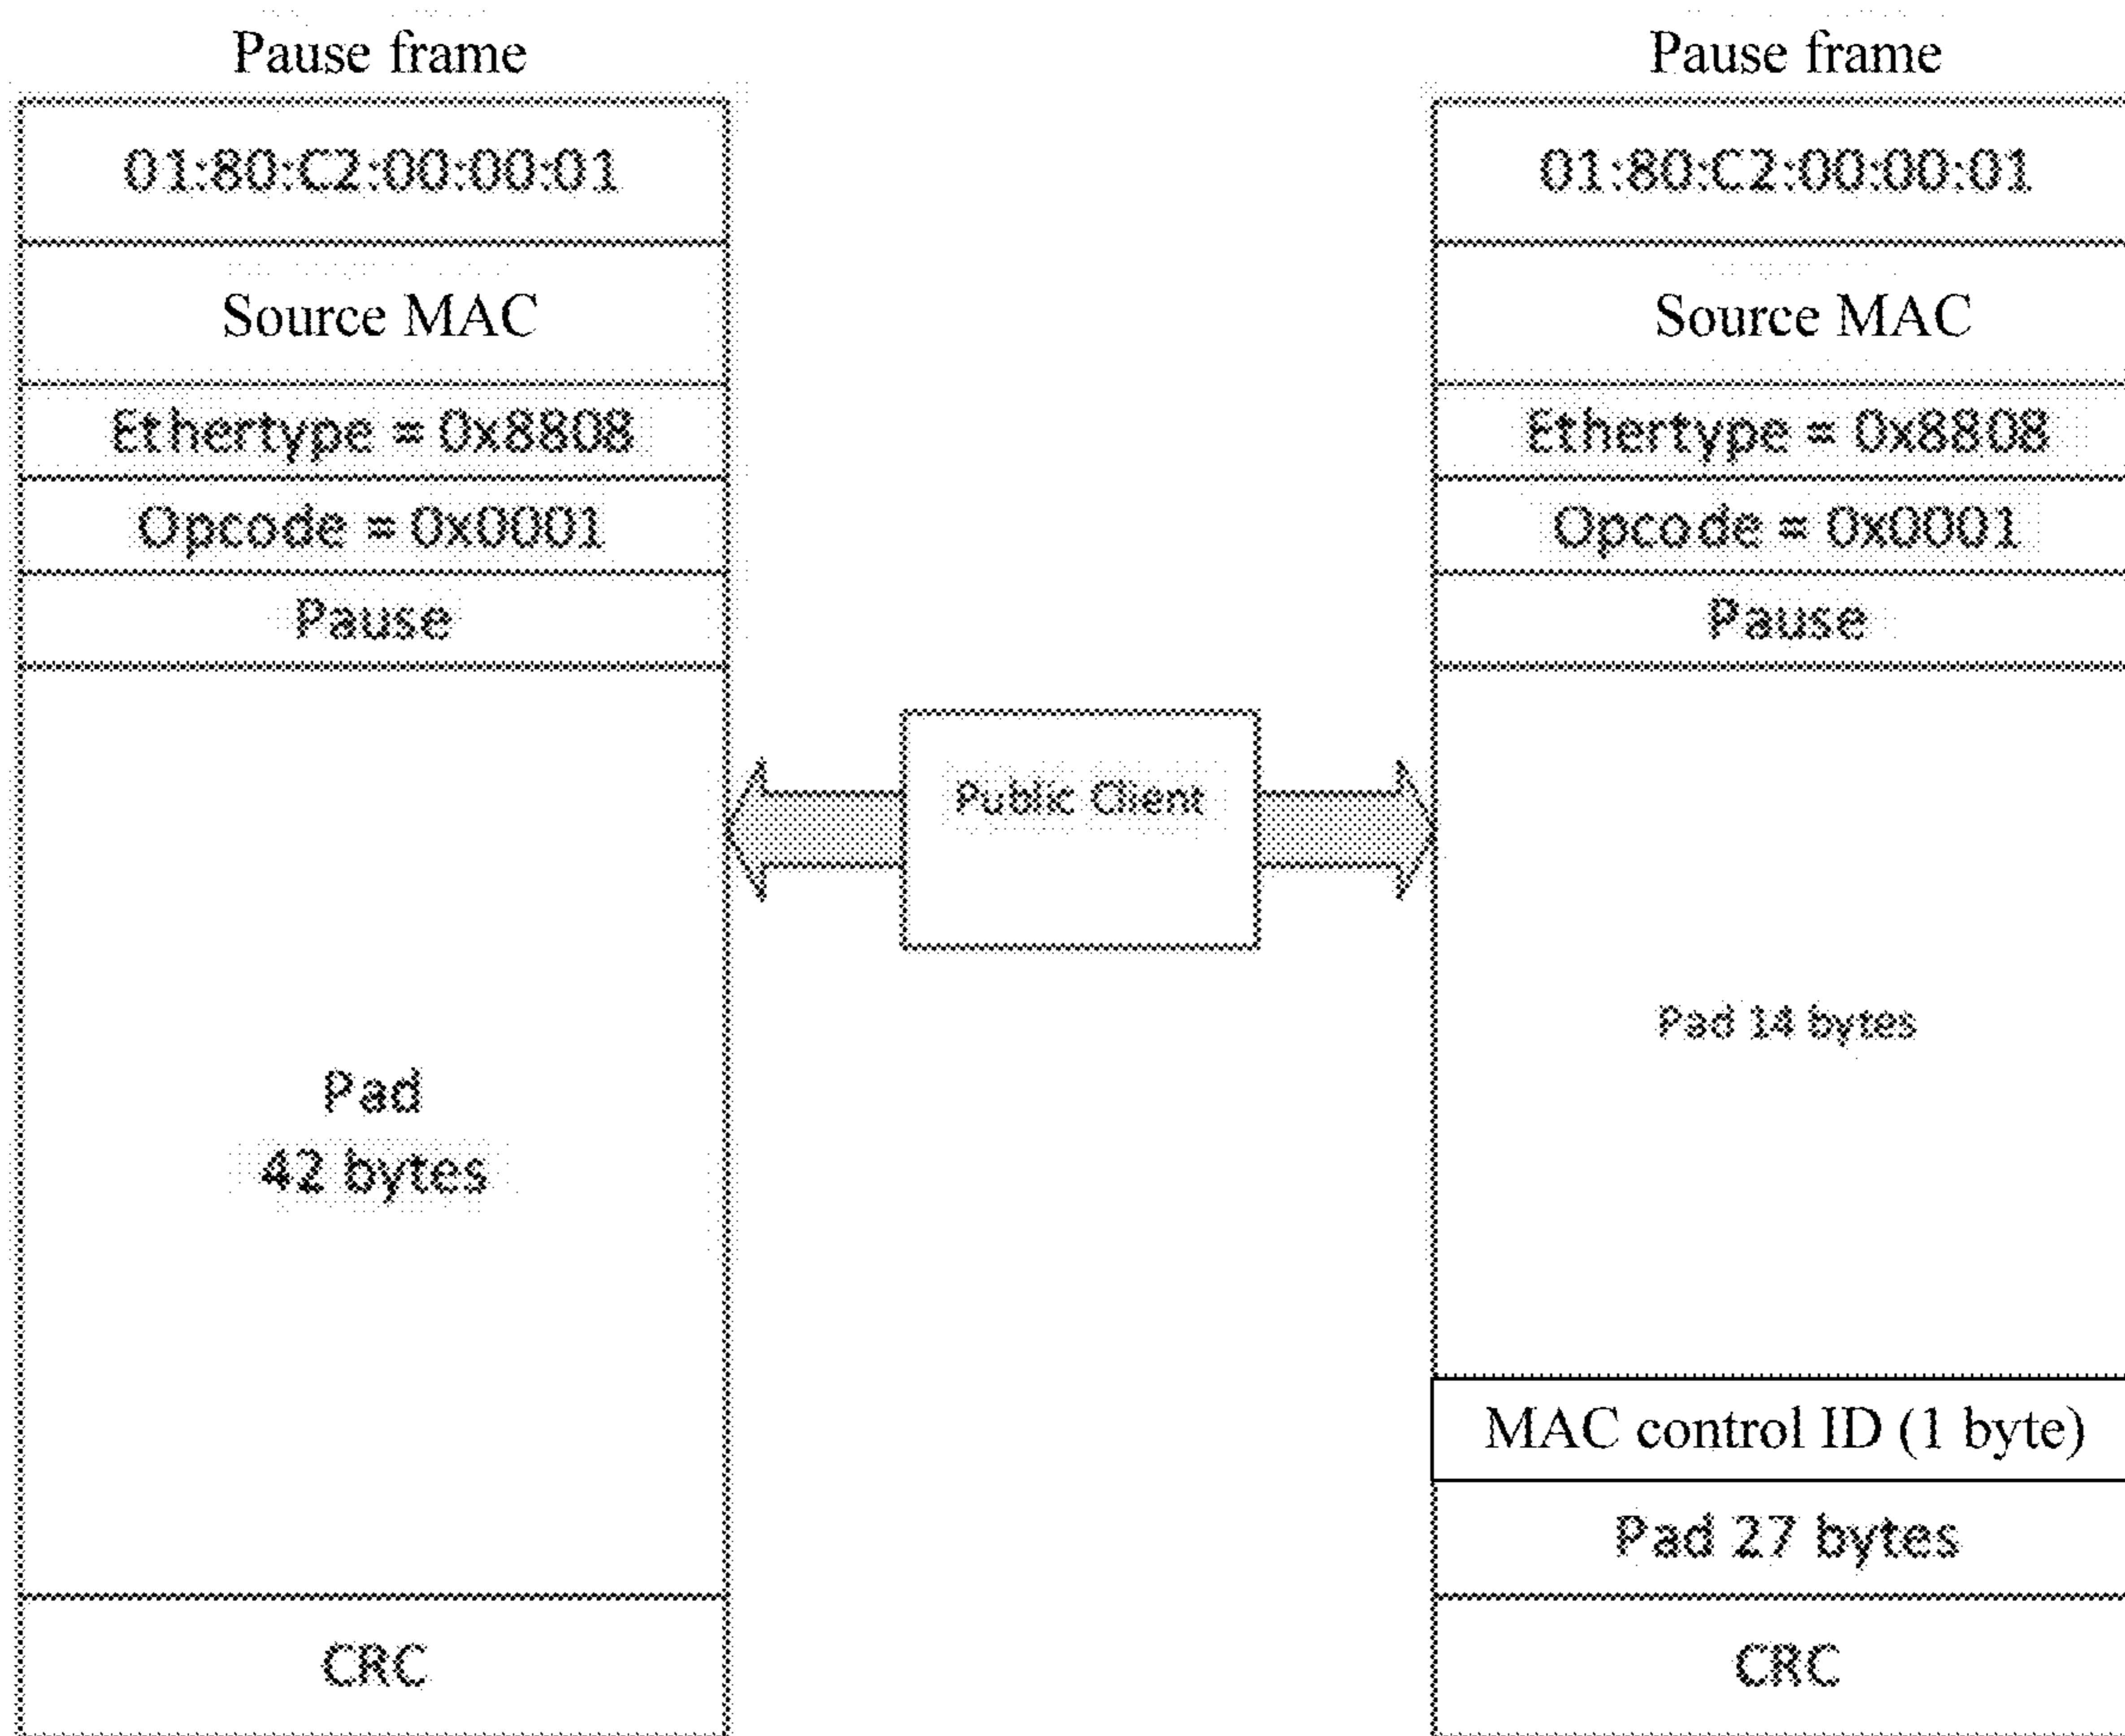 Pause frame
01:80:C2:00:00:01
Source MAC
Ethertype = 0x8808
Opcode = 0x0001
Pause
Pad
42 bytes
CRC
Public Client
Pause frame
01:80:C2:00:00:01
Source MAC
Ethertype = 0x8808
Opcode = 0x0001
Pause
Pad 14 bytes
MAC control ID (1 byte)
Pad 27 bytes
CRC